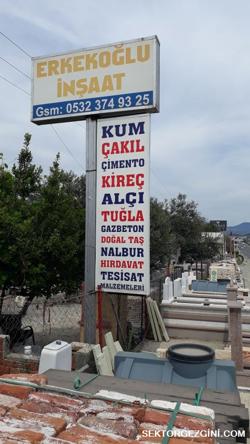 ERKEKOĞLU
İNŞAAT
Gsm: 0532 374 93 25
KUM
ÇAKIL
ÇİMENTO
KİREÇ
ALÇI
TUĞLA
GAZBETON
DOĞAL TAŞ
NALBUR
HIRDAVAT
TESİSAT
MALZEMELERİ
SEKTORGEZGINI.COM